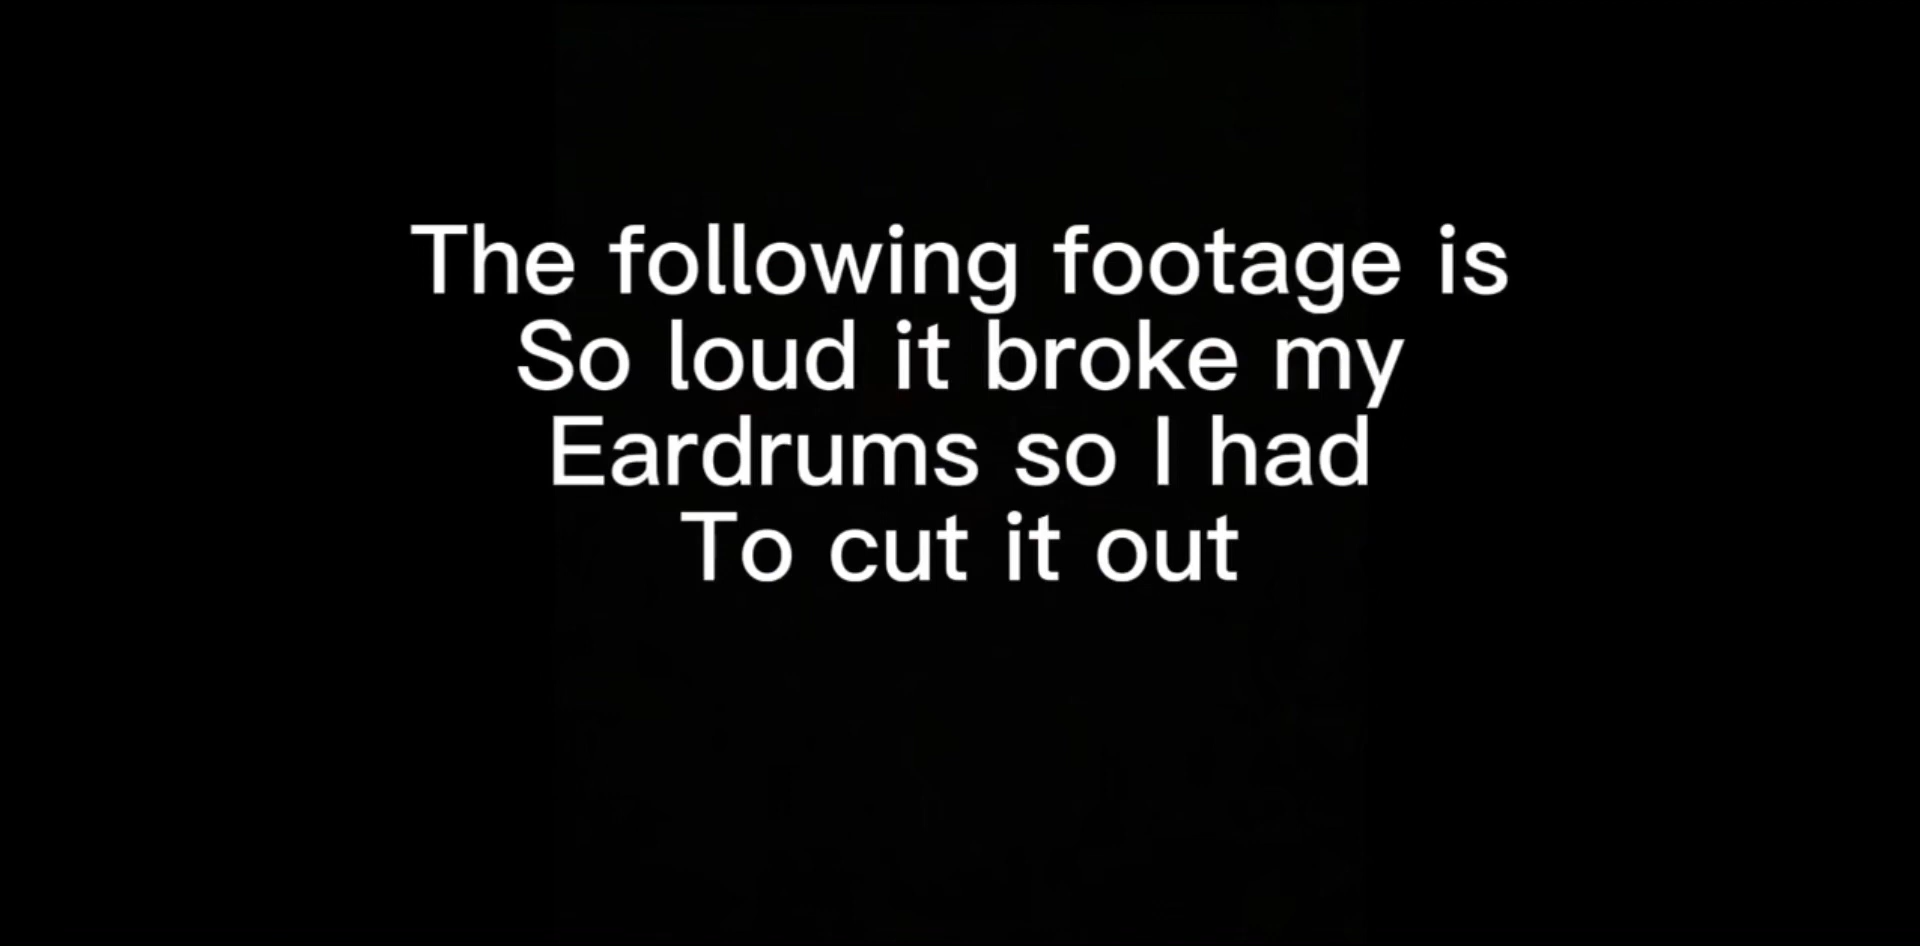 The following footage is
So loud it broke my
Eardrums so I had
To cut it out